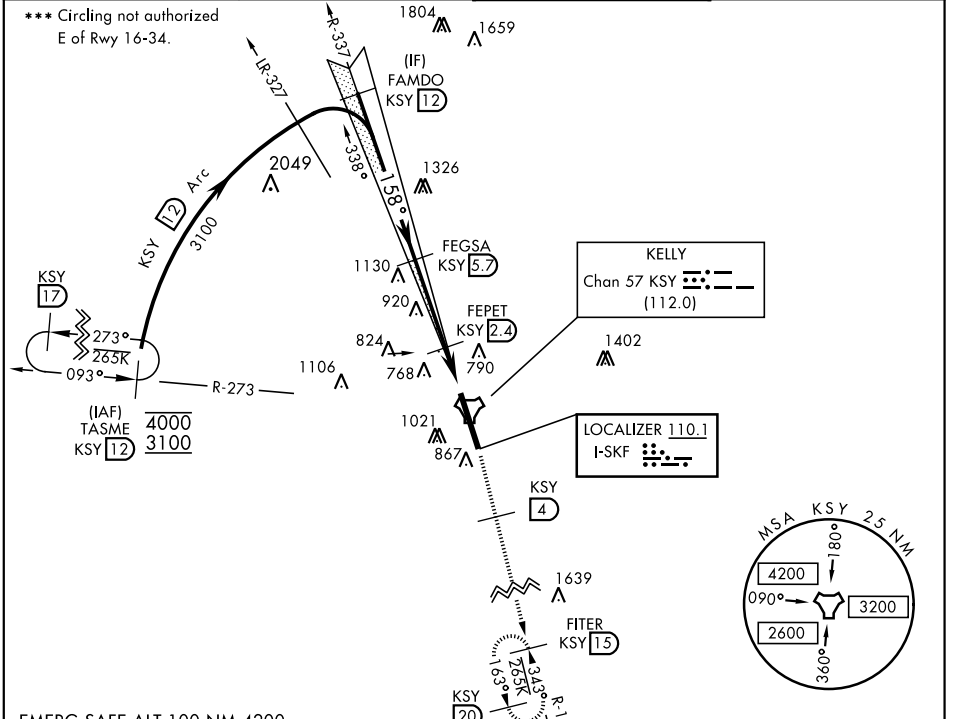 *** Circling not authorized
E of Rwy 16-34.
1804
1659
R-337
LR-327
(IF)
FAMDO
KSY 12
338°
2049
1326
158°
KSY 12 Arc
3100
FEGSA
KSY 5.7
1130
920
KELLY
Chan 57 KSY
(112.0)
KSY
17
273°
265K
093°
R-273
FEPET
KSY 2.4
824
768
790
1106
1402
(IAF)
TASME
KSY 12
4000
3100
1021
867
LOCALIZER 110.1
I-SKF
KSY
4
1639
FITER
KSY 15
163°
265K
343°
KSY
20
MSA KSY 25 NM
180°
4200
090°
3200
2600
360°
EMERG SAFE ALT 100 NM 4200